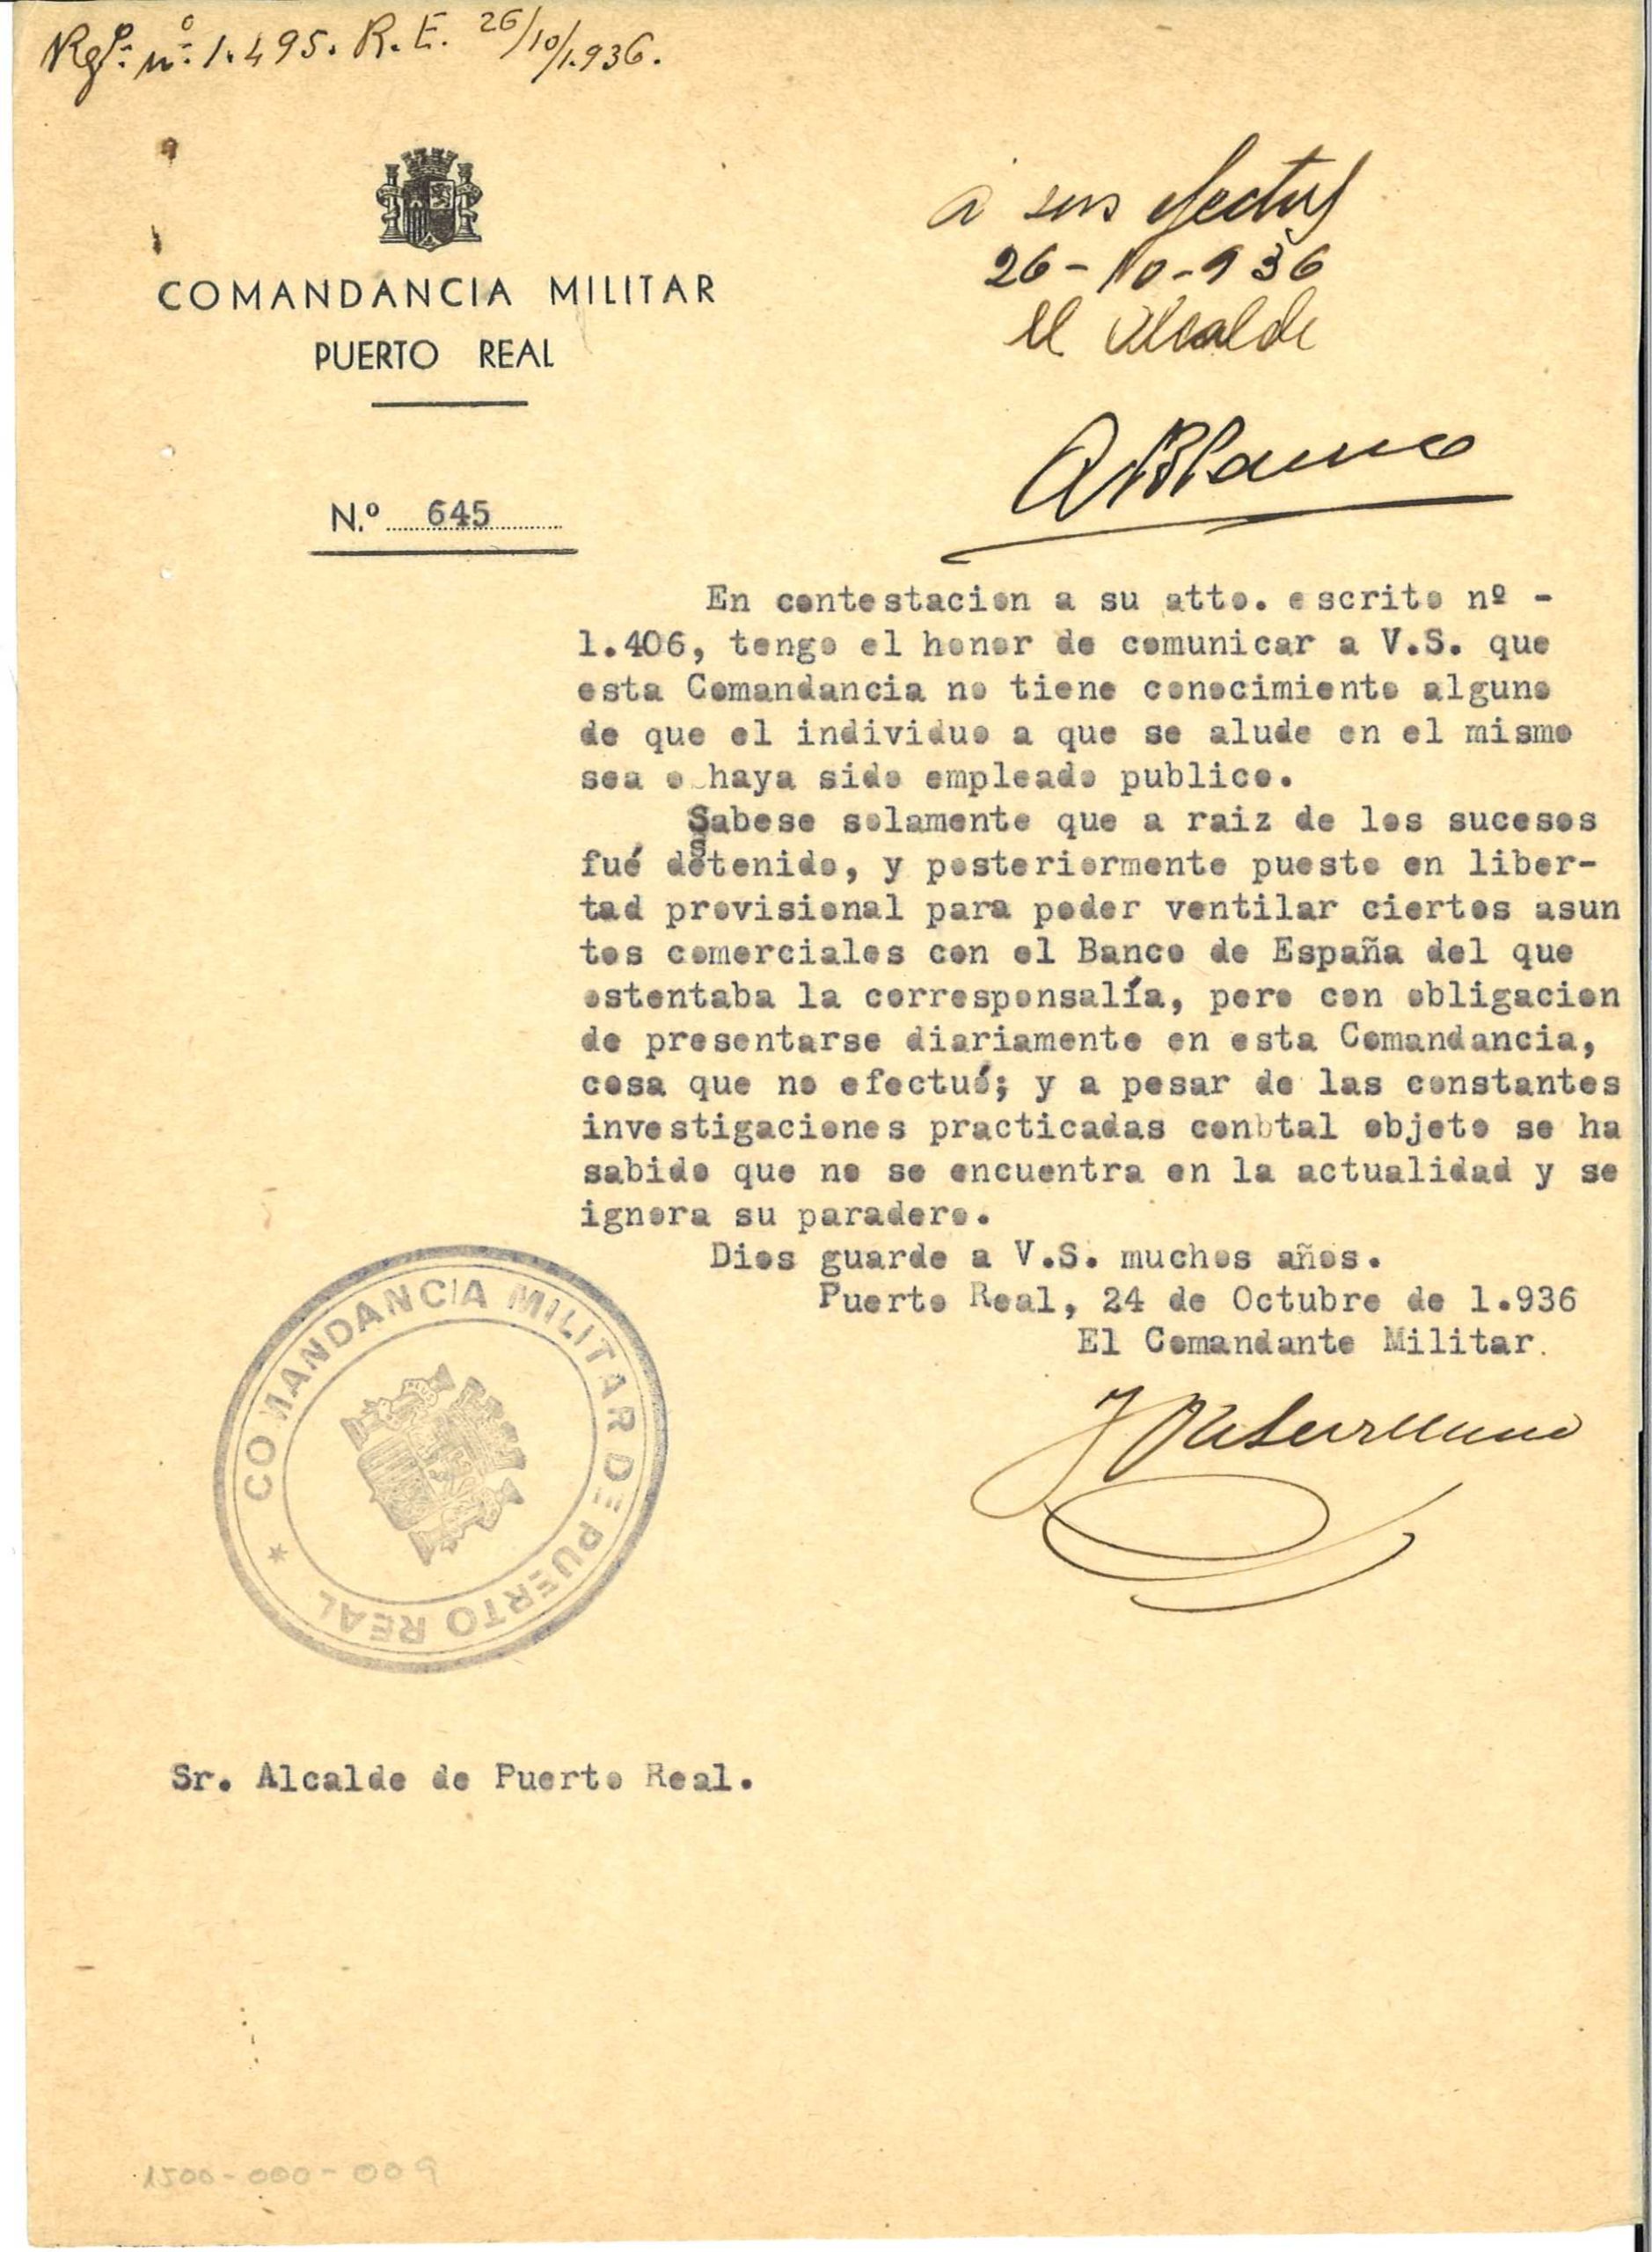 Rgº. nº. 1.495. R.E. 26/10/1.936.
a sus efectos
26-10-936
El Alcalde
COMANDANCIA MILITAR
PUERTO REAL
N.º 645
En contestacion a su atto. escrito nº -
1.406, tengo el honor de comunicar a V.S. que
esta Comandancia no tiene conocimiento alguno
de que el individuo a que se alude en el mismo
sea o haya sido empleado publico.
Sabese solamente que a raiz de los sucesos
fué detenido, y posteriormente puesto en liber-
tad provisional para poder ventilar ciertos asun
tos comerciales con el Banco de España del que
ostentaba la corresponsalía, pero con obligacion
de presentarse diariamente en esta Comandancia,
cosa que no efectuó; y a pesar de las constantes
investigaciones practicadas conbtal objeto se ha
sabido que no se encuentra en la actualidad y se
ignora su paradero.
Dios guarde a V.S. muchos años.
Puerto Real, 24 de Octubre de 1.936
El Comandante Militar.
COMANDANCIA MILITAR DE PUERTO REAL *
Sr. Alcalde de Puerto Real.
1500-000-009